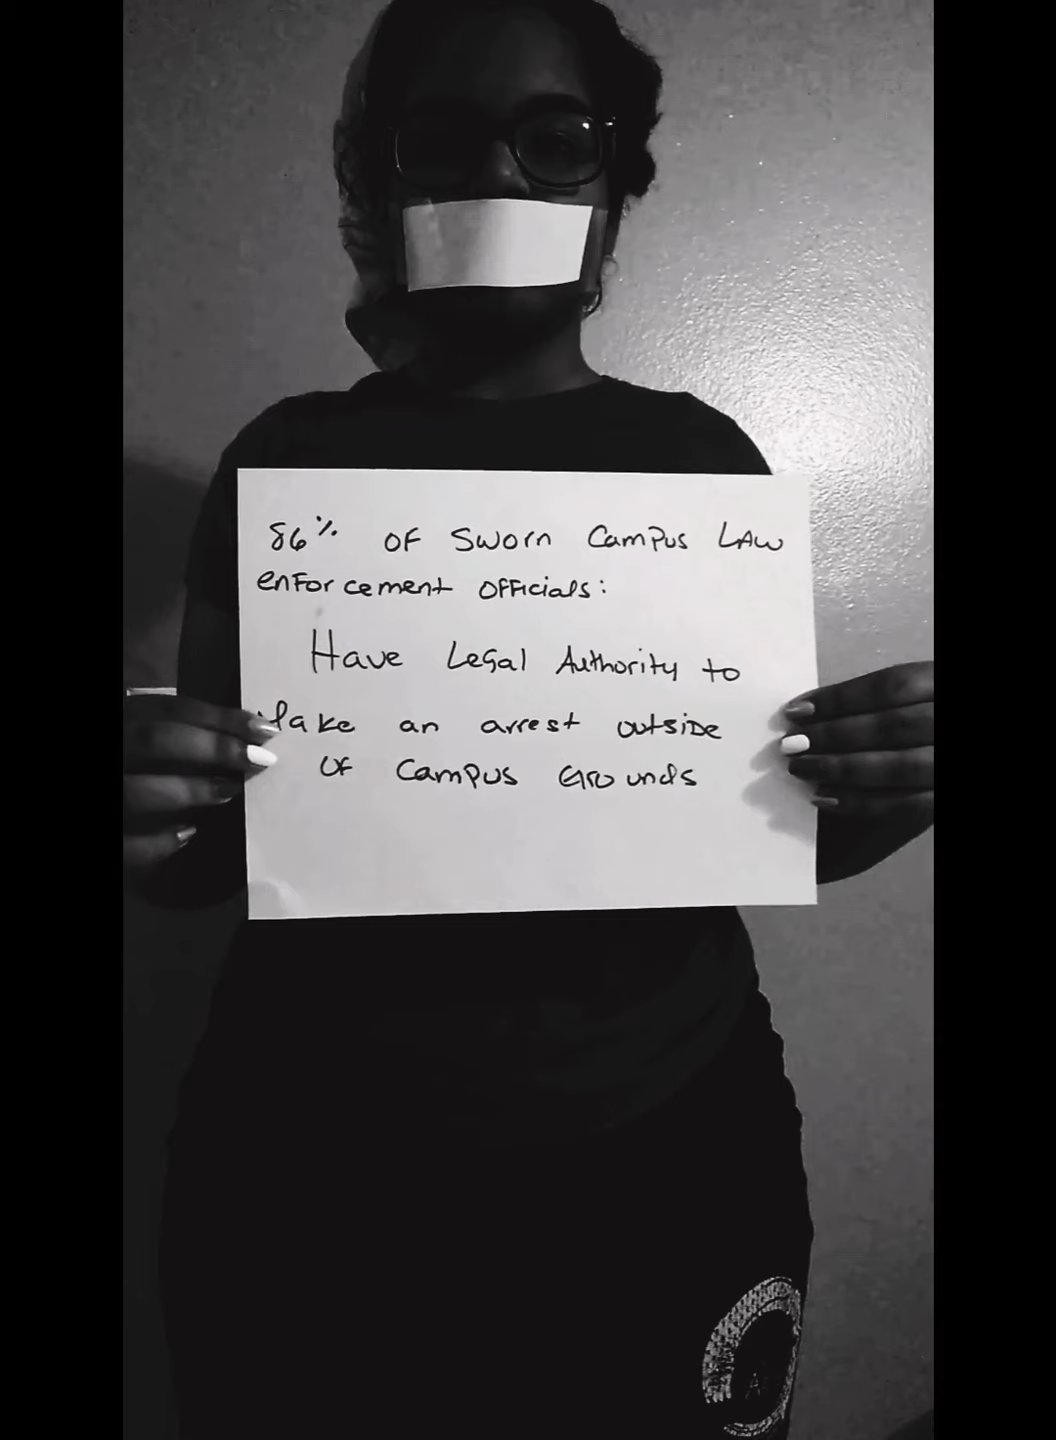 86% OF Sworn Campus LAW
enForcement OFFicials:
Have Legal Authority to
Make an arrest outside
OF Campus Grounds